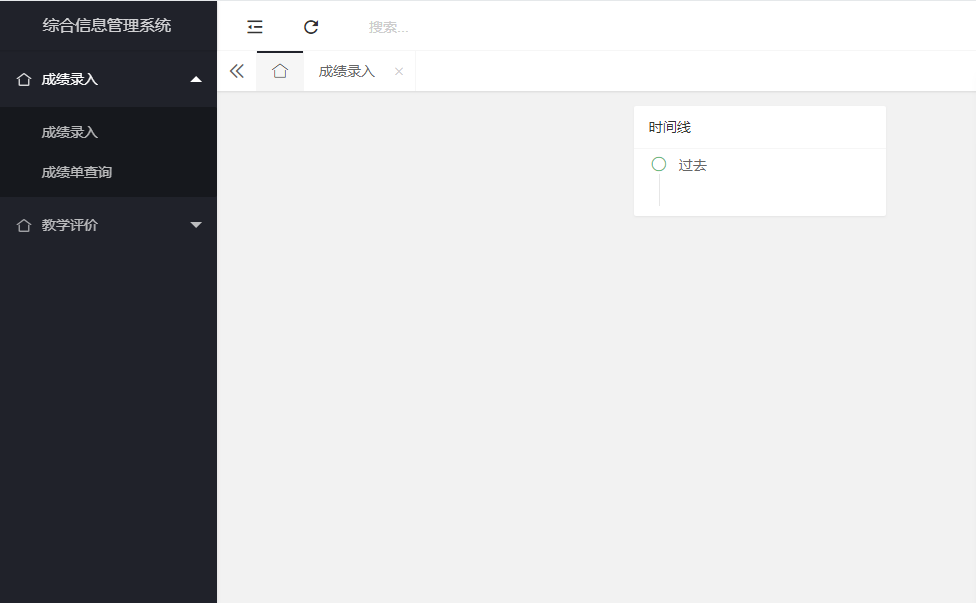 综合信息管理系统
搜索...
成绩录入
成绩录入
成绩录入
成绩单查询
教学评价
时间线
过去